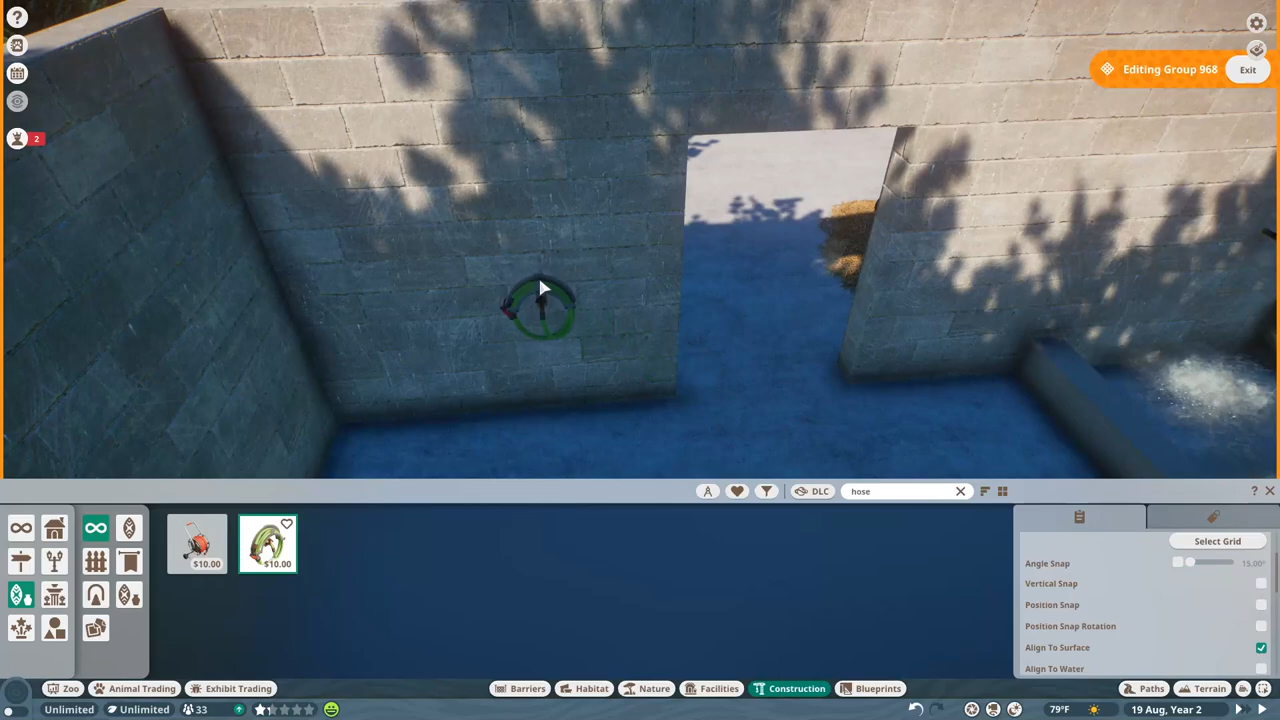 ?
Editing Group 968
Exit
2
DLC
hose
?
$10.00
$10.00
Select Grid
Angle Snap
15.00°
Vertical Snap
Position Snap
Position Snap Rotation
Align To Surface
Align To Water
Zoo
Animal Trading
Exhibit Trading
Barriers
Habitat
Nature
Facilities
Construction
Blueprints
Paths
Terrain
Unlimited
Unlimited
33
79°F
19 Aug, Year 2